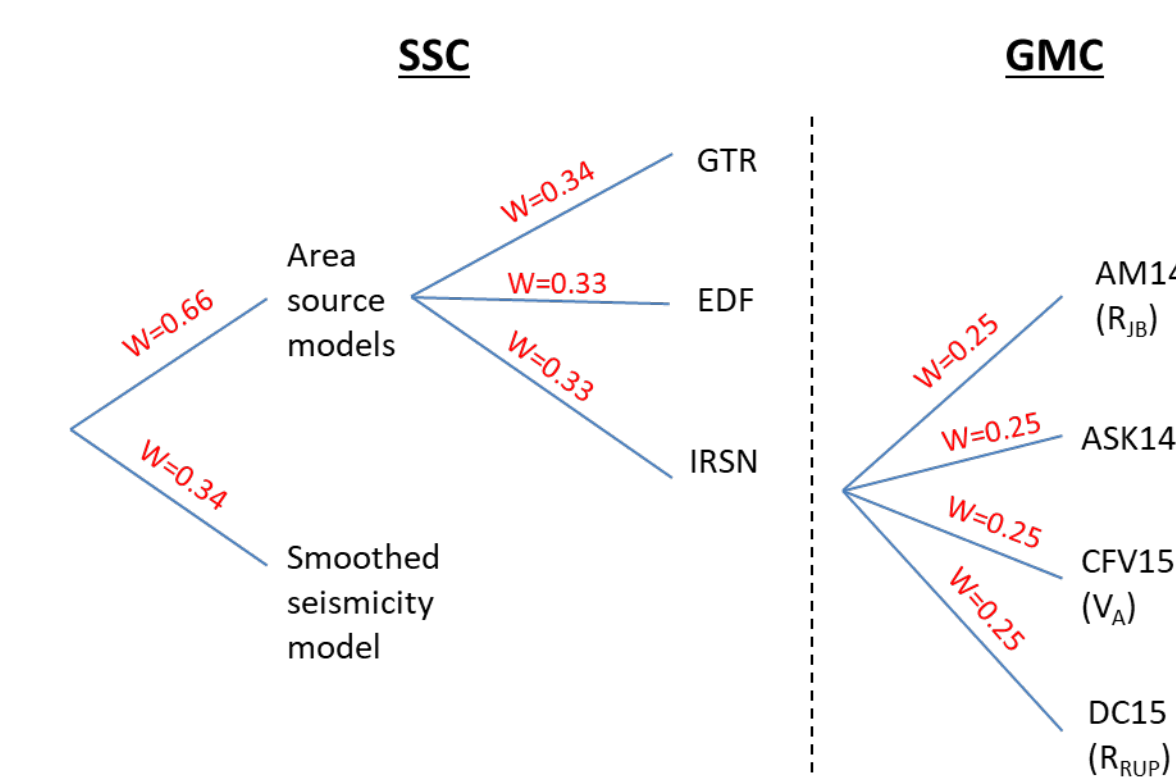 SSC
GMC
W=0.66
W=0.34
Area
source
models
Smoothed
seismicity
model
W=0.34
W=0.33
W=0.33
GTR
EDF
IRSN
W=0.25
W=0.25
W=0.25
W=0.25
AM14
(RJB)
ASK14
CFV15
(VA)
DC15
(RRUP)